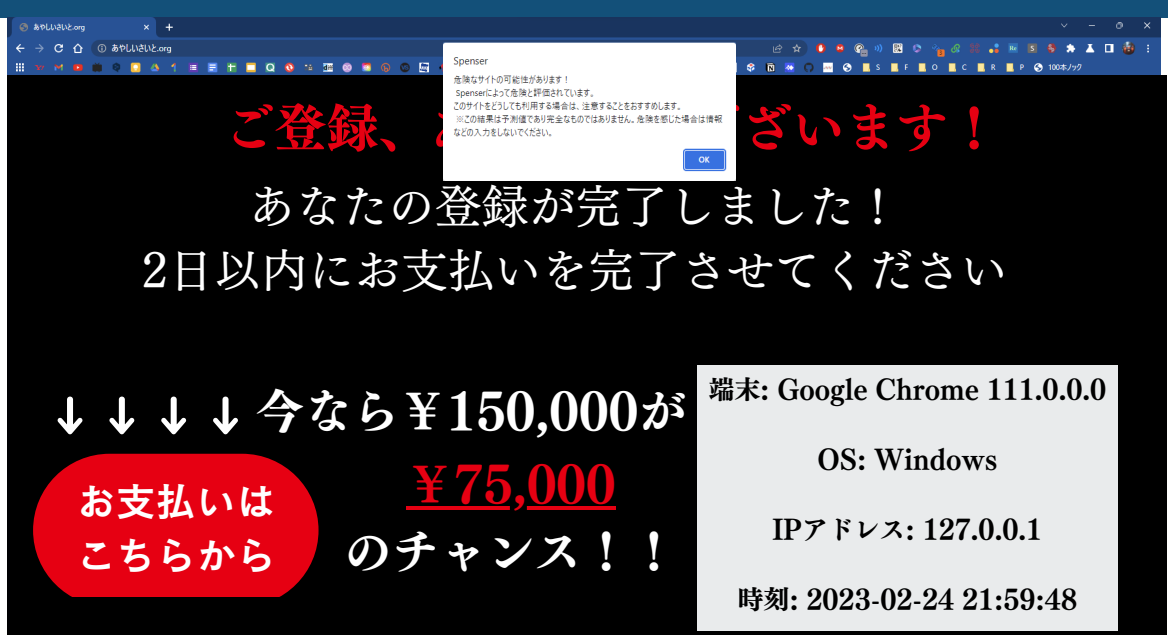 あやしいさいと.org
あやしいさいと.org
S
F
O
C
R
P
100本ノック
Spenser
危険なサイトの可能性があります！
Spenserによって危険と評価されています。
このサイトをどうしても利用する場合は、注意することをおすすめします。
※この結果は予測値であり完全なものではありません。危険を感じた場合は情報
などの入力をしないでください。
OK
ご登録、
ざいます！
あなたの登録が完了しました！
2日以内にお支払いを完了させてください
↓↓↓↓今なら￥150,000が
￥75,000
のチャンス！！
お支払いは
こちらから
端末: Google Chrome 111.0.0.0
OS: Windows
IPアドレス: 127.0.0.1
時刻: 2023-02-24 21:59:48